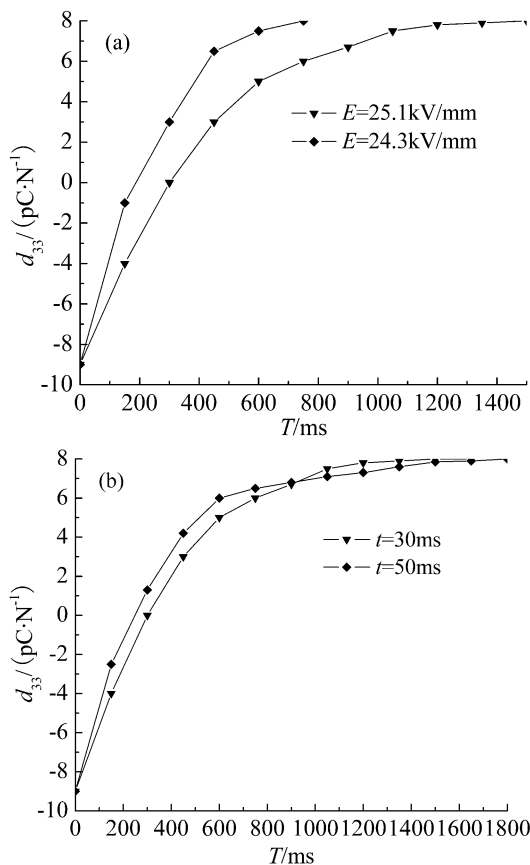 8
(a)
6
4
E=25.1kV/mm
E=24.3kV/mm
2
0
-2
-4
-6
-8
-10
d₃₃/(pC·N⁻¹)
0 200 400 600 800 1000 1200 1400
T/ms
8
(b)
6
4
t=30ms
t=50ms
2
0
-2
-4
-6
-8
-10
d₃₃/(pC·N⁻¹)
0 200 400 600 800 1000 1200 1400 1600 1800
T/ms